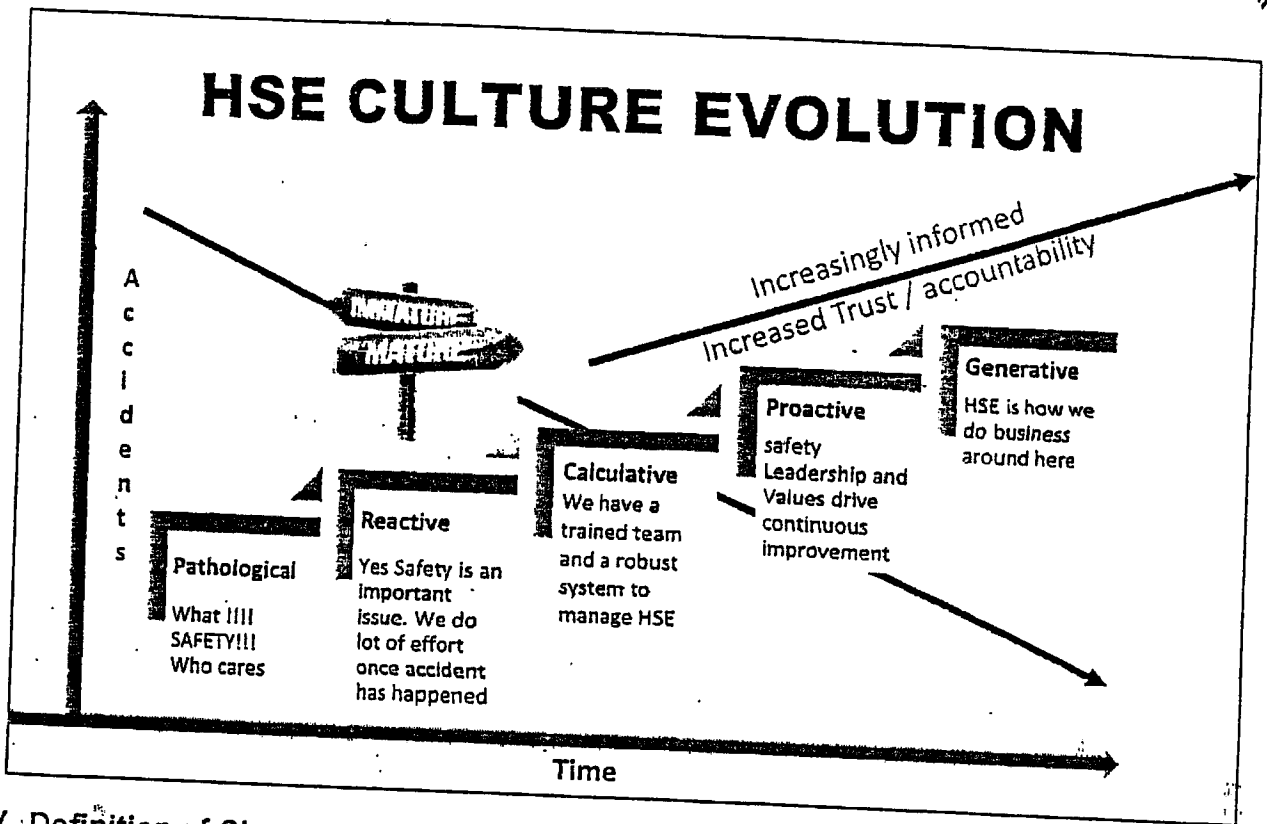 HSE CULTURE EVOLUTION
Accidents
IMMATURE
MATURE
Increasingly informed
Increased Trust / accountability
Pathological
What !!!!
SAFETY!!!
Who cares
Reactive
Yes Safety is an
important
issue. We do
lot of effort
once accident
has happened
Calculative
We have a
trained team
and a robust
system to
manage HSE
Proactive
safety
Leadership and
Values drive
continuous
improvement
Generative
HSE is how we
do business
around here
Time
Definition of